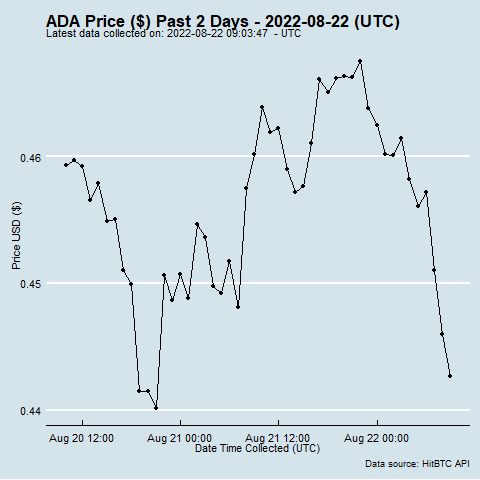 ADA Price ($) Past 2 Days - 2022-08-22 (UTC)
Latest data collected on: 2022-08-22 09:03:47  - UTC
Price USD ($)
0.46
0.45
0.44
Aug 20 12:00
Aug 21 00:00
Aug 21 12:00
Aug 22 00:00
Date Time Collected (UTC)
Data source: HitBTC API